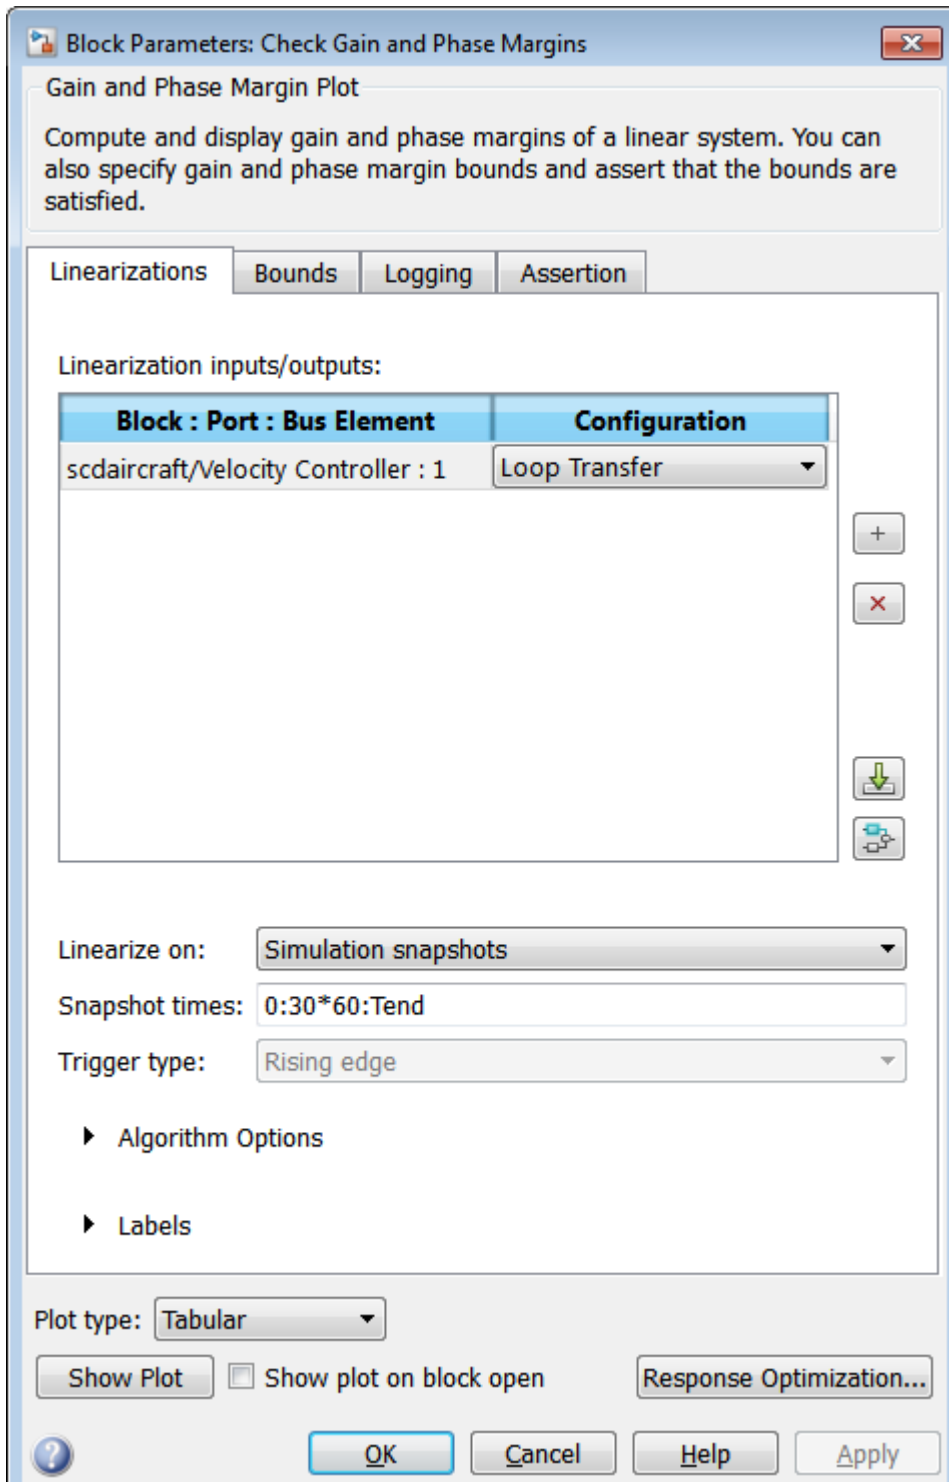 Block Parameters: Check Gain and Phase Margins
Gain and Phase Margin Plot
Compute and display gain and phase margins of a linear system. You can
also specify gain and phase margin bounds and assert that the bounds are
satisfied.
Linearizations Bounds Logging Assertion
Linearization inputs/outputs:
Block : Port : Bus Element Configuration
scdaircraft/Velocity Controller : 1 Loop Transfer
Linearize on: Simulation snapshots
Snapshot times: 0:30*60:Tend
Trigger type: Rising edge
Algorithm Options
Labels
Plot type: Tabular
Show Plot Show plot on block open Response Optimization...
OK Cancel Help Apply